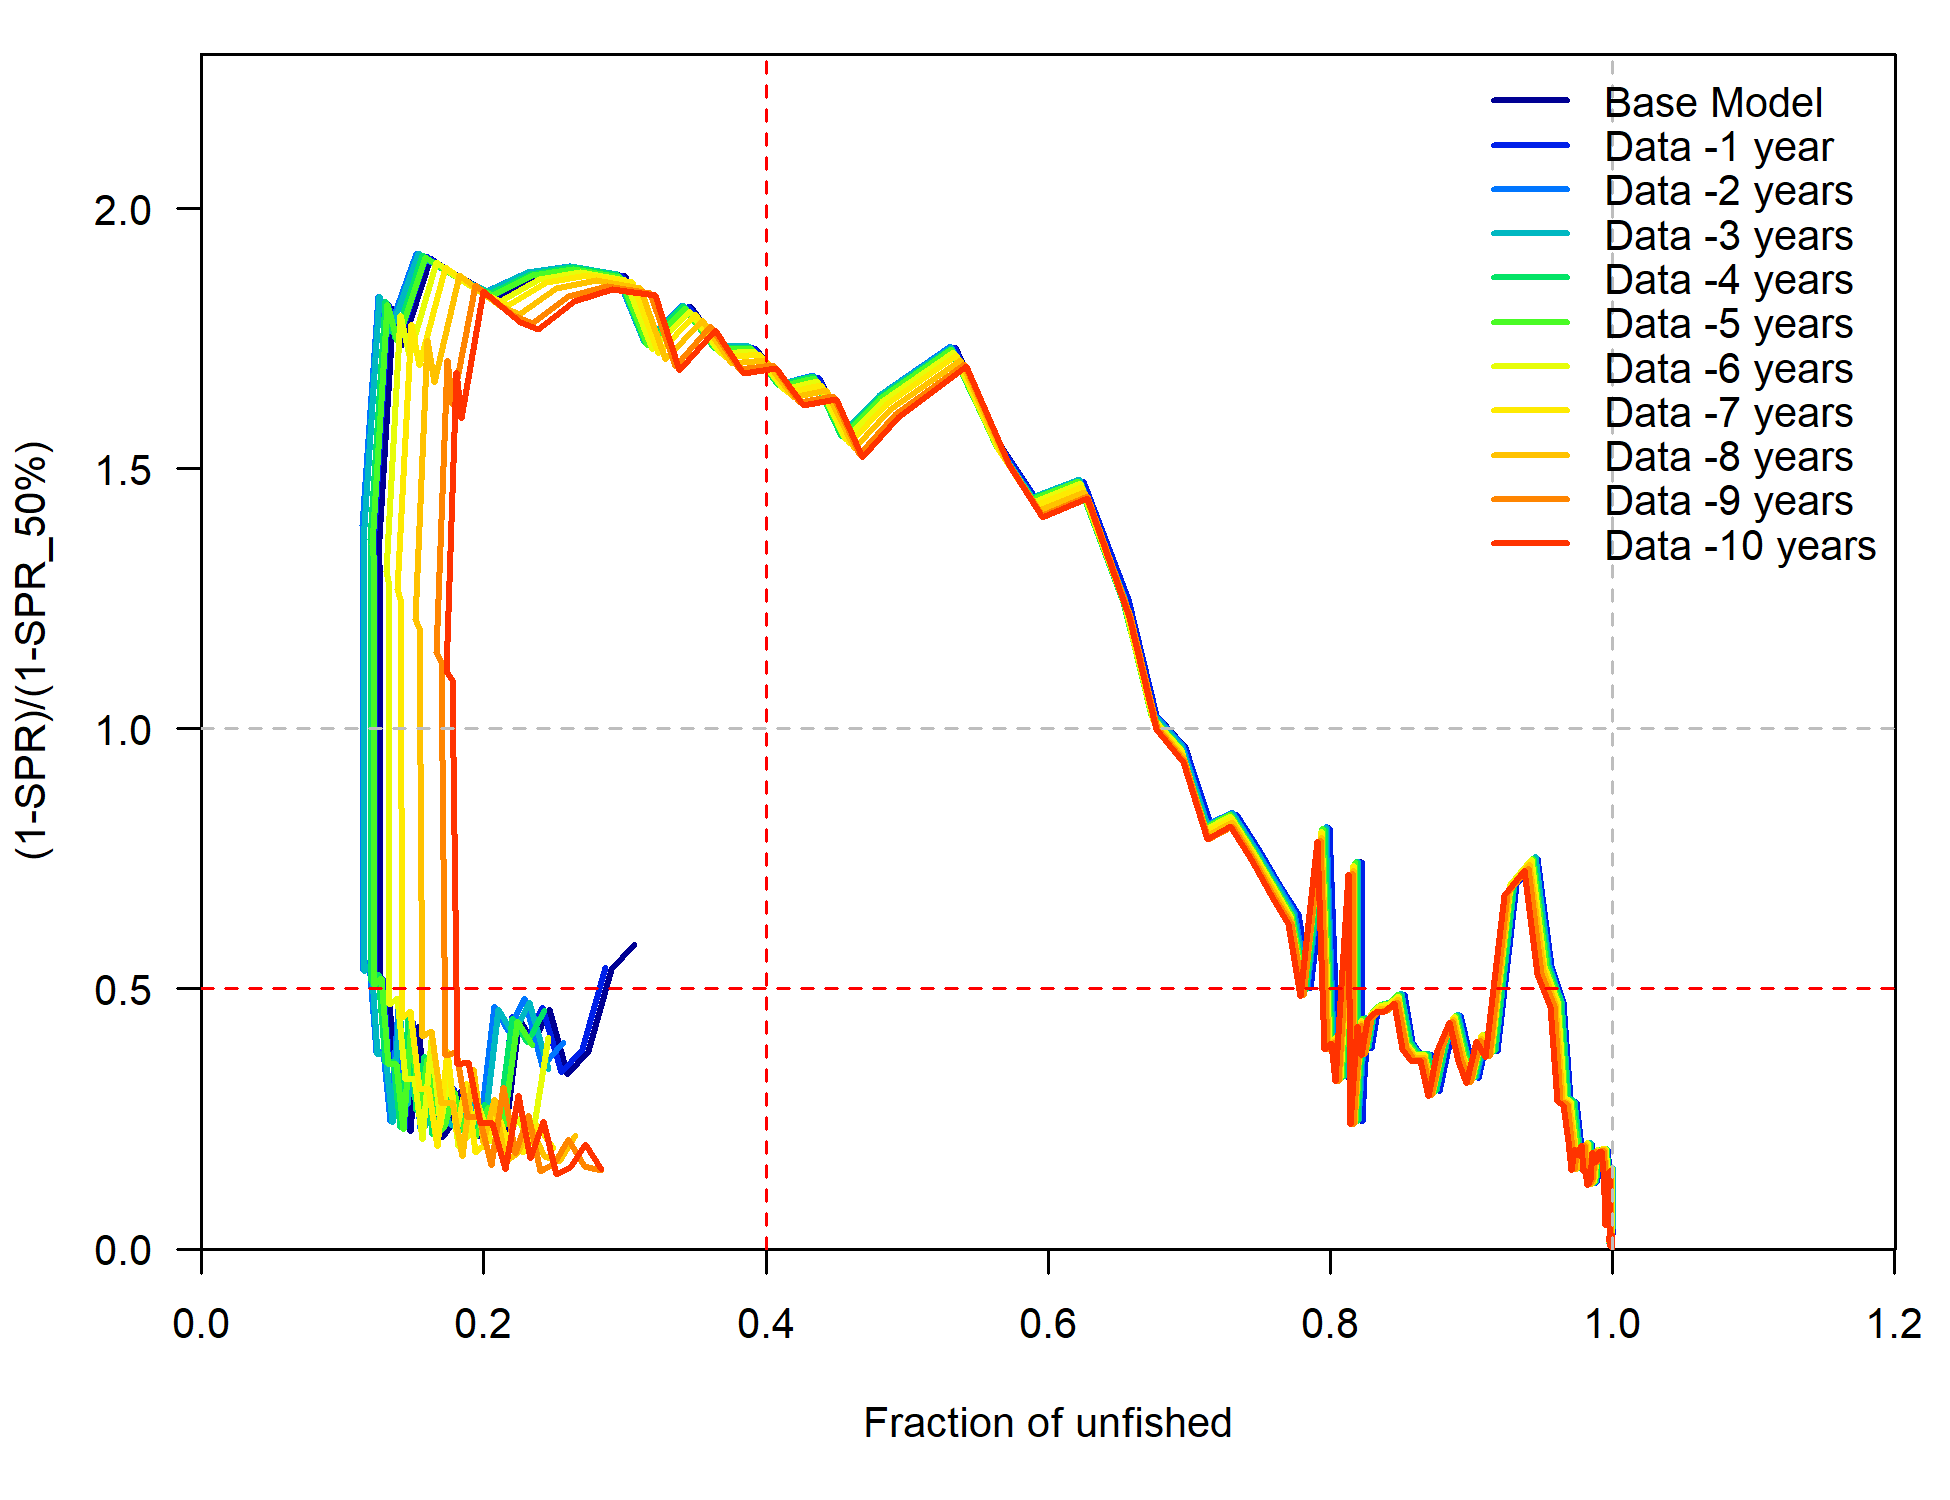 Base Model
Data -1 year
Data -2 years
Data -3 years
Data -4 years
Data -5 years
Data -6 years
Data -7 years
Data -8 years
Data -9 years
Data -10 years
(1-SPR)/(1-SPR_50%)
2.0
1.5
1.0
0.5
0.0
0.0 0.2 0.4 0.6 0.8 1.0 1.2
Fraction of unfished